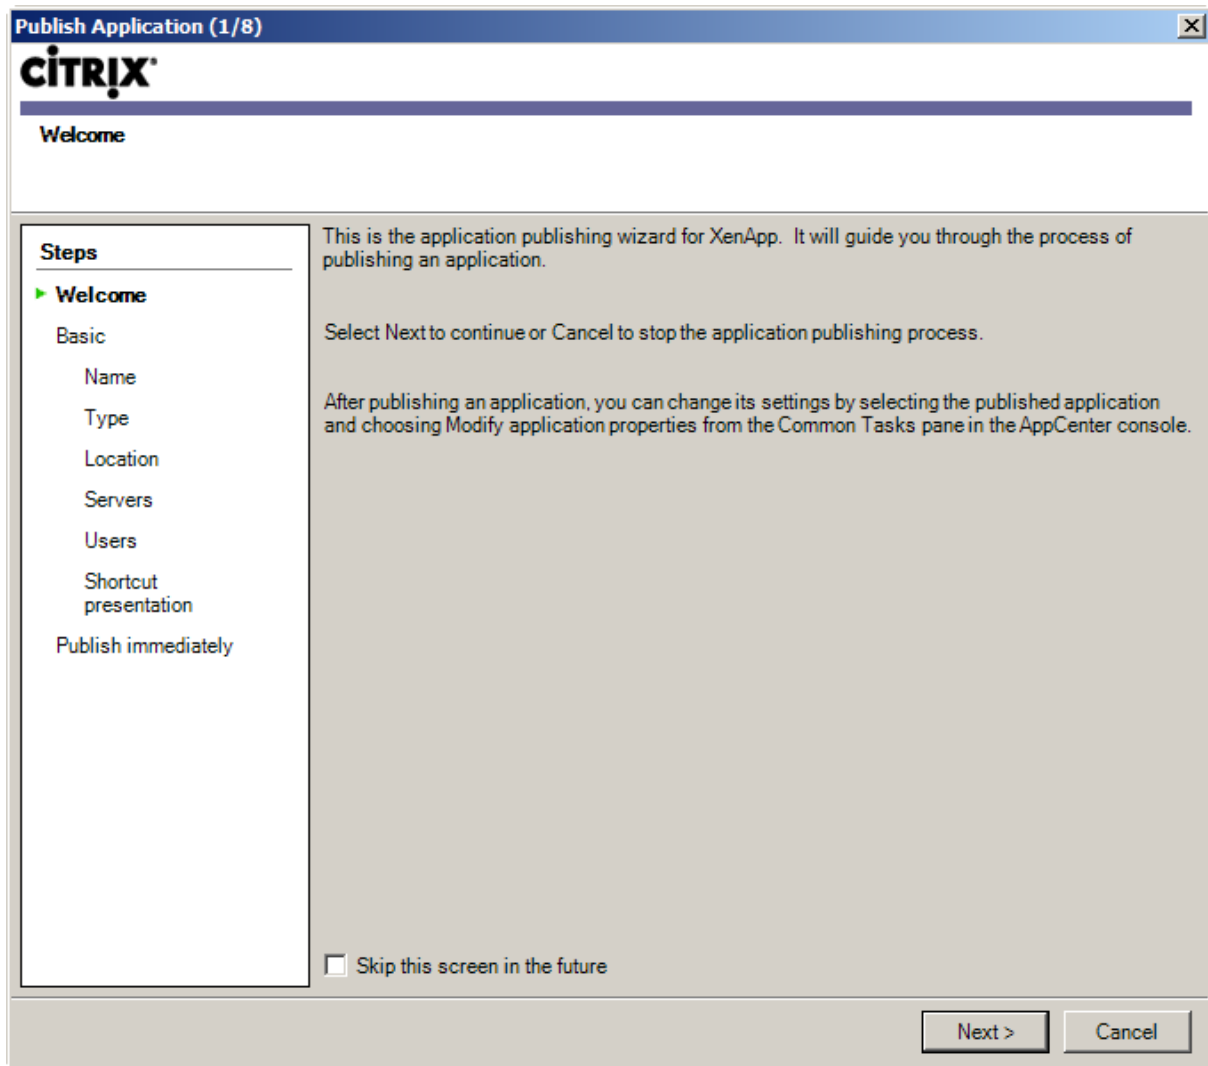 Publish Application (1/8)
CİTRIX
Welcome
Steps
Welcome
Basic
Name
Type
Location
Servers
Users
Shortcut
presentation
Publish immediately
This is the application publishing wizard for XenApp.  It will guide you through the process of
publishing an application.
Select Next to continue or Cancel to stop the application publishing process.
After publishing an application, you can change its settings by selecting the published application
and choosing Modify application properties from the Common Tasks pane in the AppCenter console.
Skip this screen in the future
Next >
Cancel